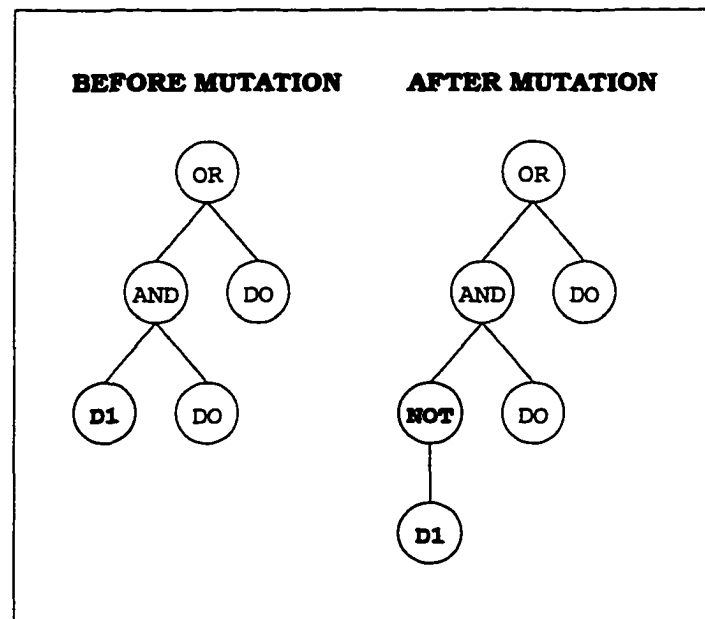 BEFORE MUTATION AFTER MUTATION
OR OR
AND DO AND DO
D1 DO NOT DO
D1